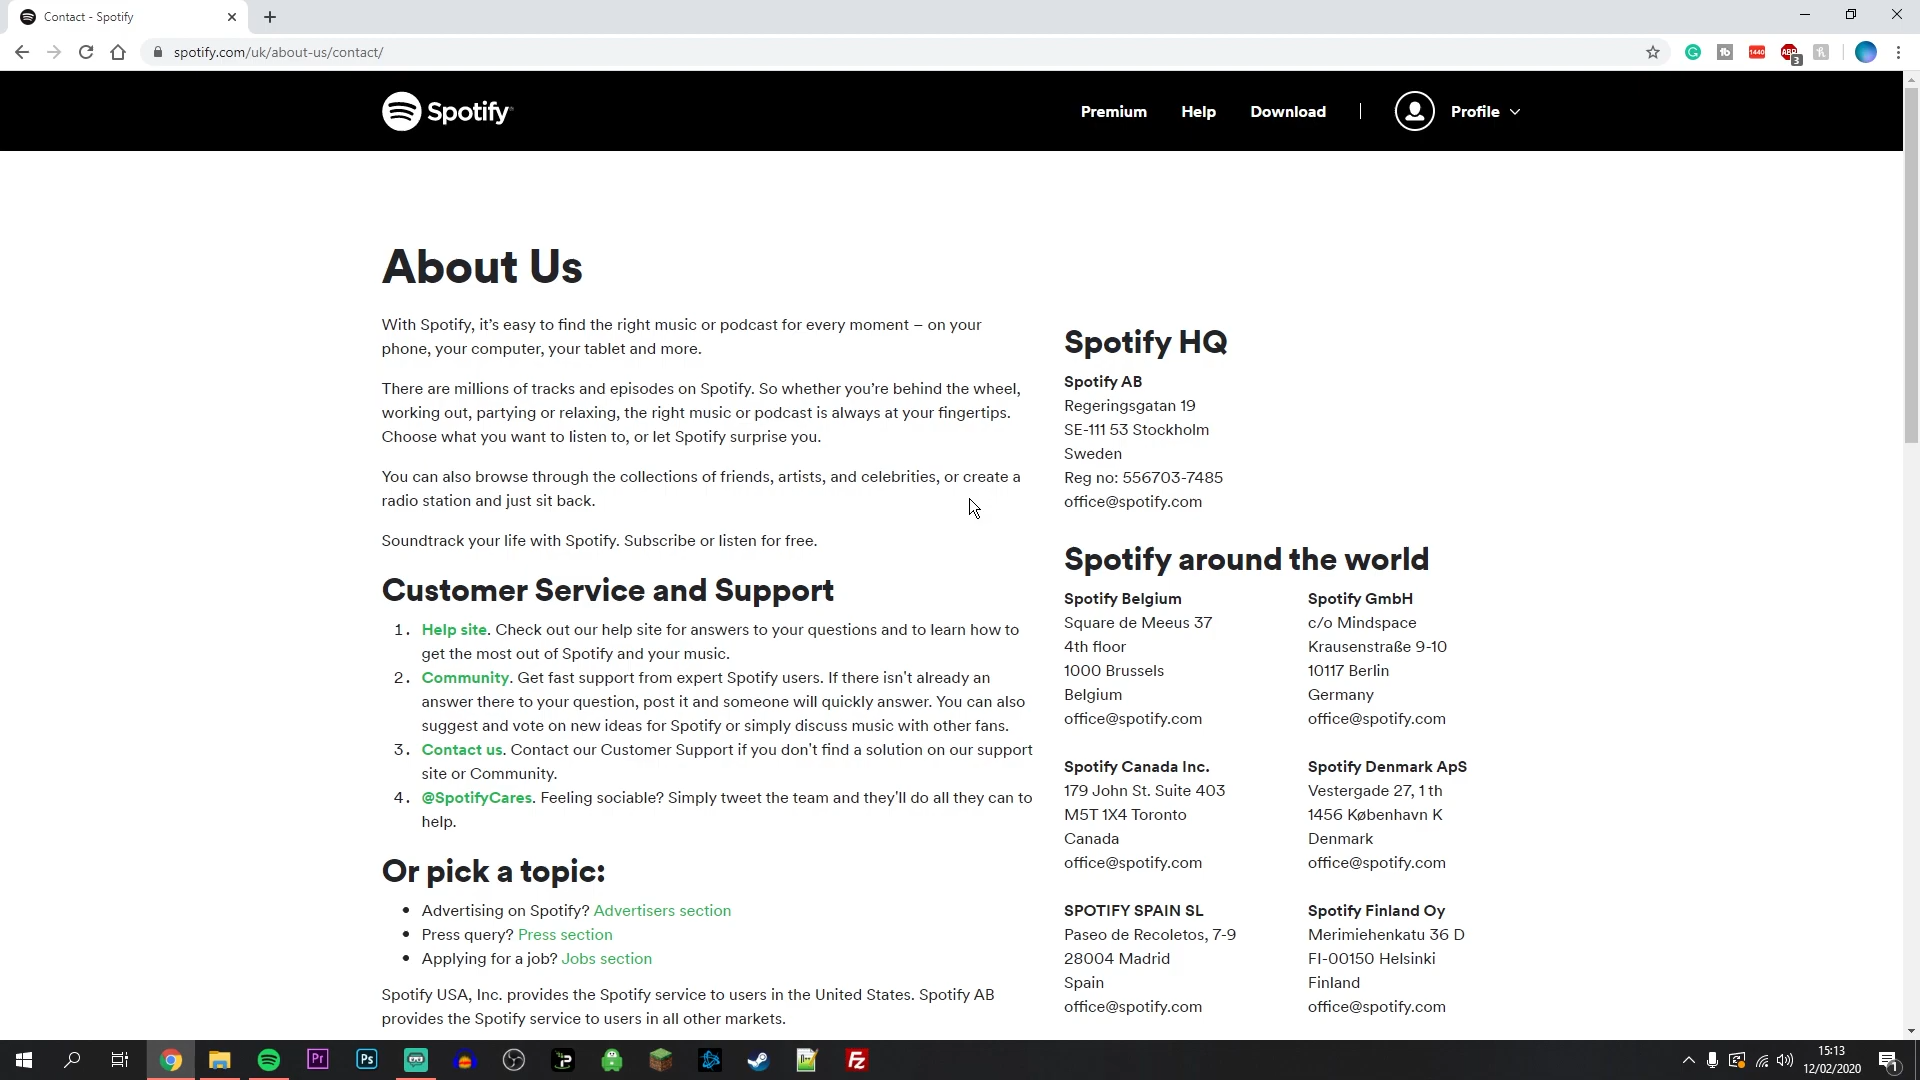 Contact - Spotify
spotify.com/uk/about-us/contact/
Spotify
Premium
Help
Download
Profile
About Us
With Spotify, it’s easy to find the right music or podcast for every moment – on your
phone, your computer, your tablet and more.
There are millions of tracks and episodes on Spotify. So whether you’re behind the wheel,
working out, partying or relaxing, the right music or podcast is always at your fingertips.
Choose what you want to listen to, or let Spotify surprise you.
You can also browse through the collections of friends, artists, and celebrities, or create a
radio station and just sit back.
Soundtrack your life with Spotify. Subscribe or listen for free.
Customer Service and Support
1. Help site. Check out our help site for answers to your questions and to learn how to
get the most out of Spotify and your music.
2. Community. Get fast support from expert Spotify users. If there isn't already an
answer there to your question, post it and someone will quickly answer. You can also
suggest and vote on new ideas for Spotify or simply discuss music with other fans.
3. Contact us. Contact our Customer Support if you don't find a solution on our support
site or Community.
4. @SpotifyCares. Feeling sociable? Simply tweet the team and they'll do all they can to
help.
Or pick a topic:
• Advertising on Spotify? Advertisers section
• Press query? Press section
• Applying for a job? Jobs section
Spotify USA, Inc. provides the Spotify service to users in the United States. Spotify AB
provides the Spotify service to users in all other markets.
Spotify HQ
Spotify AB
Regeringsgatan 19
SE-111 53 Stockholm
Sweden
Reg no: 556703-7485
office@spotify.com
Spotify around the world
Spotify Belgium
Square de Meeus 37
4th floor
1000 Brussels
Belgium
office@spotify.com
Spotify GmbH
c/o Mindspace
Krausenstraße 9-10
10117 Berlin
Germany
office@spotify.com
Spotify Canada Inc.
179 John St. Suite 403
M5T 1X4 Toronto
Canada
office@spotify.com
Spotify Denmark ApS
Vestergade 27, 1 th
1456 København K
Denmark
office@spotify.com
SPOTIFY SPAIN SL
Paseo de Recoletos, 7-9
28004 Madrid
Spain
office@spotify.com
Spotify Finland Oy
Merimiehenkatu 36 D
FI-00150 Helsinki
Finland
office@spotify.com
1440
ABP
3
Pr
Ps
Fz
15:13
12/02/2020
1